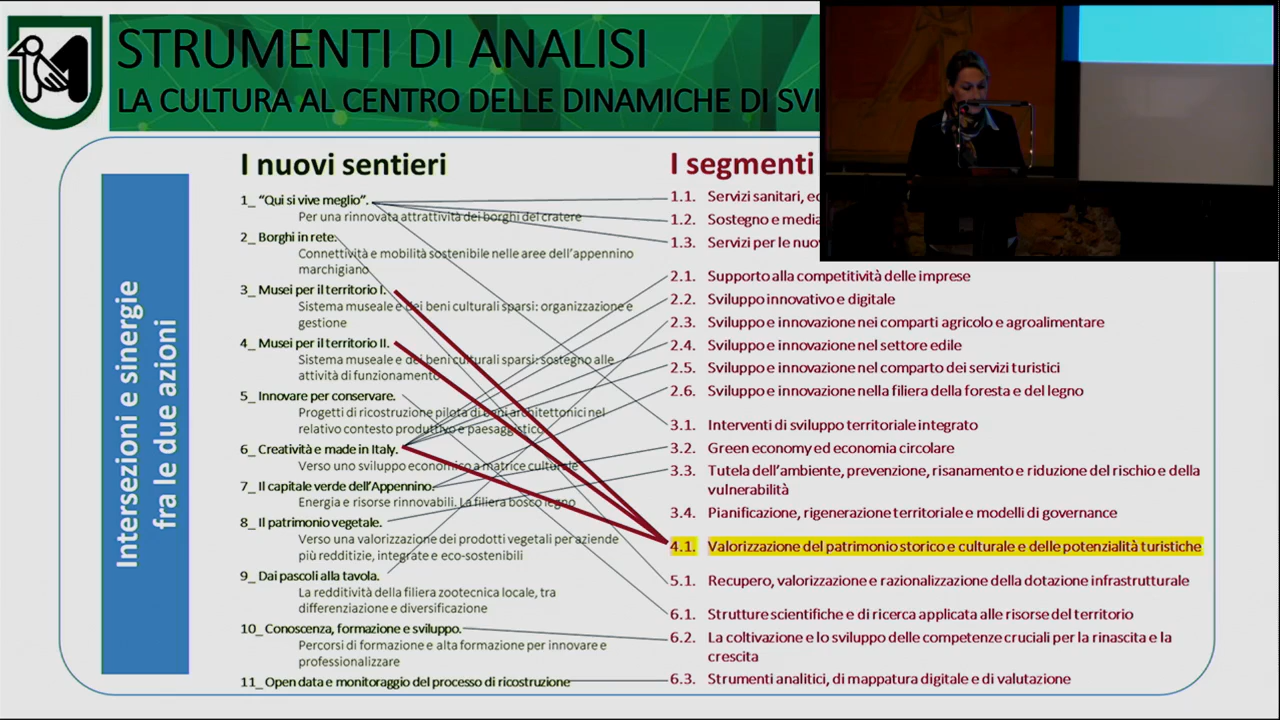 STRUMENTI DI ANALISI
LA CULTURA AL CENTRO DELLE DINAMICHE DI
Intersezioni e sinergie
fra le due azioni
I nuovi sentieri
1_ “Qui si vive meglio”.
Per una rinnovata attrattività dei borghi del cratere
2_ Borghi in rete.
Connettività e mobilità sostenibile nelle aree dell’appennino
marchigiano
3_ Musei per il territorio I.
Sistema museale e dei beni culturali sparsi: organizzazione e
gestione
4_ Musei per il territorio II.
Sistema museale e dei beni culturali sparsi: sostegno alle
attività di funzionamento
5_ Innovare per conservare.
Progetti di ricostruzione pilota di beni architettonici nel
relativo contesto produttivo e paesaggistico
6_ Creatività e made in Italy.
Verso uno sviluppo economico a matrice culturale
7_ Il capitale verde dell’Appennino.
Energia e risorse rinnovabili. La filiera bosco legno
8_ Il patrimonio vegetale.
Verso una valorizzazione dei prodotti vegetali per aziende
più redditizie, integrate e eco-sostenibili
9_ Dai pascoli alla tavola.
La redditività della filiera zootecnica locale, tra
differenziazione e diversificazione
10_ Conoscenza, formazione e sviluppo.
Percorsi di formazione e alta formazione per innovare e
professionalizzare
11_ Open data e monitoraggio del processo di ricostruzione
I segmenti
1.1. Servizi sanitari,
1.2. Sostegno e
1.3. Servizi per le
2.1. Supporto alla competitività delle imprese
2.2. Sviluppo innovativo e digitale
2.3. Sviluppo e innovazione nei comparti agricolo e agroalimentare
2.4. Sviluppo e innovazione nel settore edile
2.5. Sviluppo e innovazione nel comparto dei servizi turistici
2.6. Sviluppo e innovazione nella filiera della foresta e del legno
3.1. Interventi di sviluppo territoriale integrato
3.2. Green economy ed economia circolare
3.3. Tutela dell’ambiente, prevenzione, risanamento e riduzione del rischio e della
vulnerabilità
3.4. Pianificazione, rigenerazione territoriale e modelli di governance
4.1. Valorizzazione del patrimonio storico e culturale e delle potenzialità turistiche
5.1. Recupero, valorizzazione e razionalizzazione della dotazione infrastrutturale
6.1. Strutture scientifiche e di ricerca applicata alle risorse del territorio
6.2. La coltivazione e lo sviluppo delle competenze cruciali per la rinascita e la
crescita
6.3. Strumenti analitici, di mappatura digitale e di valutazione